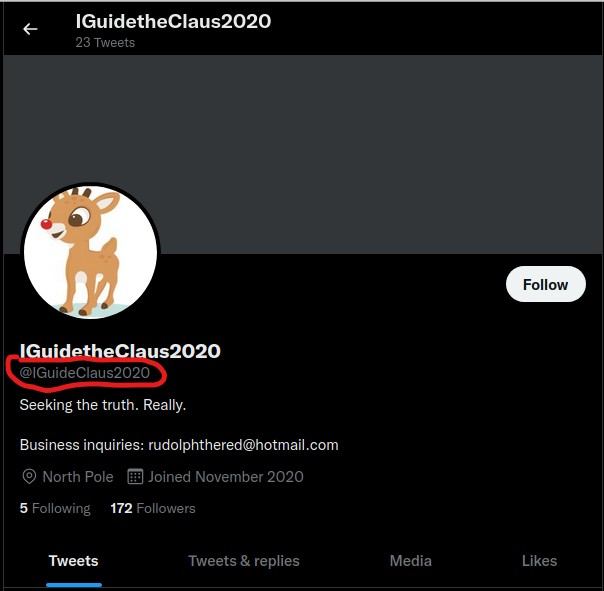 IGuidetheClaus2020
23 Tweets
Follow
IGuidetheClaus2020
@IGuideClaus2020
Seeking the truth. Really.
Business inquiries: rudolphthered@hotmail.com
North Pole Joined November 2020
5 Following 172 Followers
Tweets Tweets & replies Media Likes